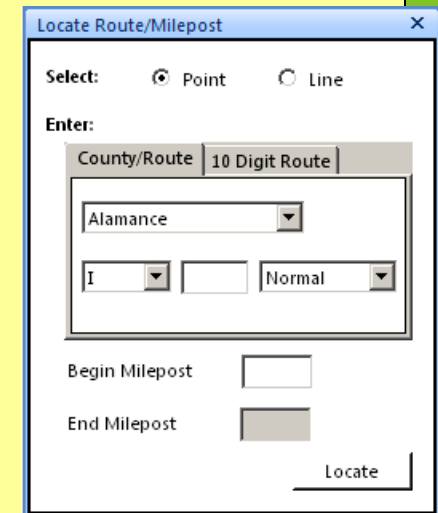 Locate Route/Milepost ×
Select: Point Line
Enter:
County/Route 10 Digit Route
Alamance
I Normal
Begin Milepost
End Milepost
Locate